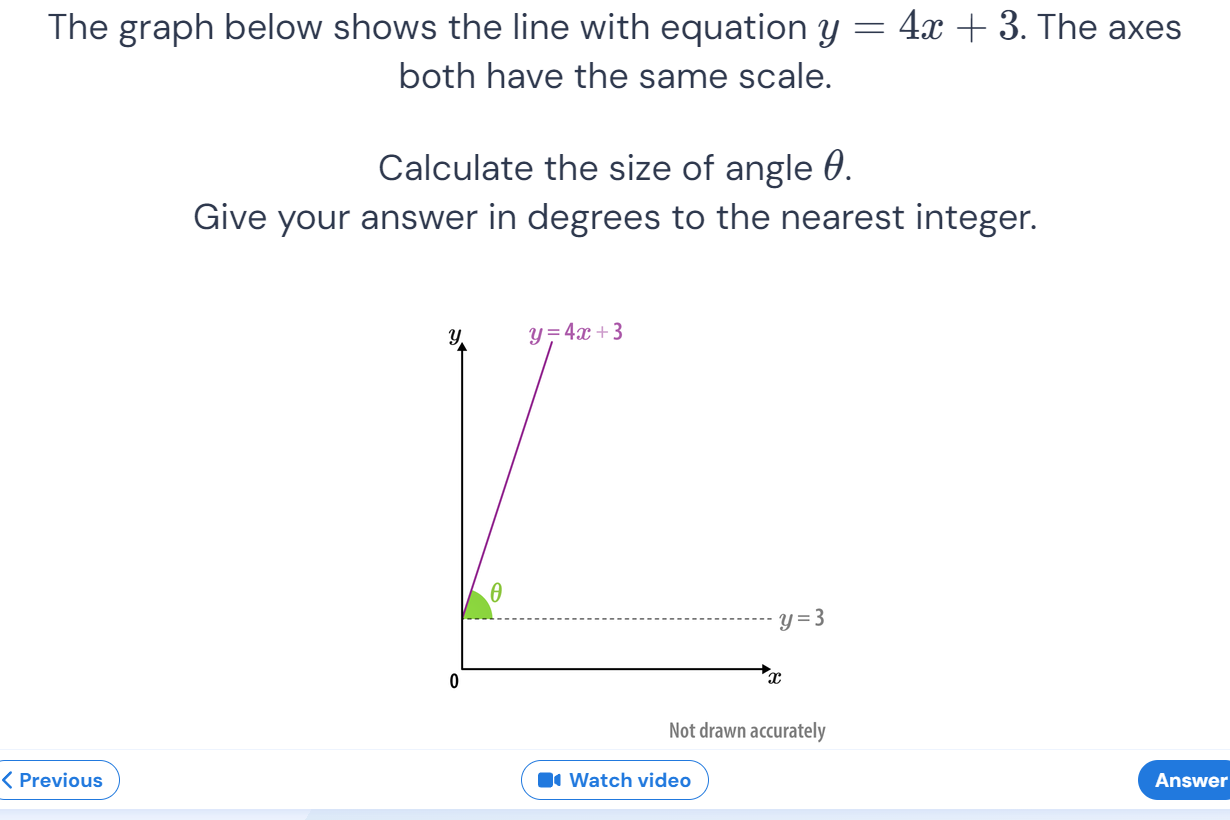 The graph below shows the line with equation y = 4x + 3. The axes
both have the same scale.
Calculate the size of angle θ.
Give your answer in degrees to the nearest integer.
y
y = 4x + 3
θ
y = 3
0
x
Not drawn accurately
Previous
Watch video
Answer